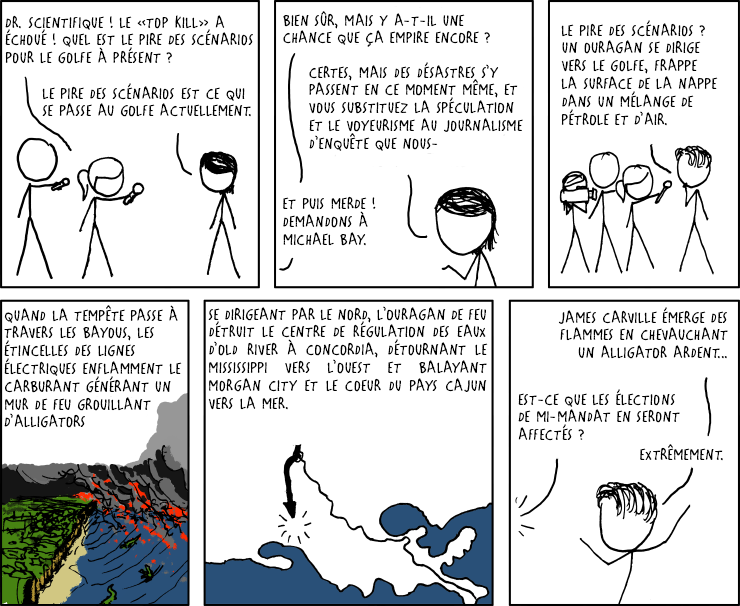 DR. SCIENTIFIQUE ! LE «TOP KILL» A
ÉCHOUÉ ! QUEL EST LE PIRE DES SCÉNARIOS
POUR LE GOLFE À PRÉSENT ?
LE PIRE DES SCÉNARIOS EST CE QUI
SE PASSE AU GOLFE ACTUELLEMENT.
BIEN SÛR, MAIS Y A-T-IL UNE
CHANCE QUE ÇA EMPIRE ENCORE ?
CERTES, MAIS DES DÉSASTRES S'Y
PASSENT EN CE MOMENT MÊME, ET
VOUS SUBSTITUEZ LA SPÉCULATION
ET LE VOYEURISME AU JOURNALISME
D'ENQUÊTE QUE NOUS-
ET PUIS MERDE !
DEMANDONS À
MICHAEL BAY.
LE PIRE DES SCÉNARIOS ?
UN OURAGAN SE DIRIGE
VERS LE GOLFE, FRAPPE
LA SURFACE DE LA NAPPE
DANS UN MÉLANGE DE
PÉTROLE ET D'AIR.
QUAND LA TEMPÊTE PASSE À
TRAVERS LES BAYOUS, LES
ÉTINCELLES DES LIGNES
ÉLECTRIQUES ENFLAMMENT LE
CARBURANT GÉNÉRANT UN
MUR DE FEU GROUILLANT
D'ALLIGATORS
SE DIRIGEANT PAR LE NORD, L'OURAGAN DE FEU
DÉTRUIT LE CENTRE DE RÉGULATION DES EAUX
D'OLD RIVER À CONCORDIA, DÉTOURNANT LE
MISSISSIPPI VERS L'OUEST ET BALAYANT
MORGAN CITY ET LE COEUR DU PAYS CAJUN
VERS LA MER.
JAMES CARVILLE ÉMERGE DES
FLAMMES EN CHEVAUCHANT
UN ALLIGATOR ARDENT...
EST-CE QUE LES ÉLECTIONS
DE MI-MANDAT EN SERONT
AFFECTÉS ?
EXTRÊMEMENT.